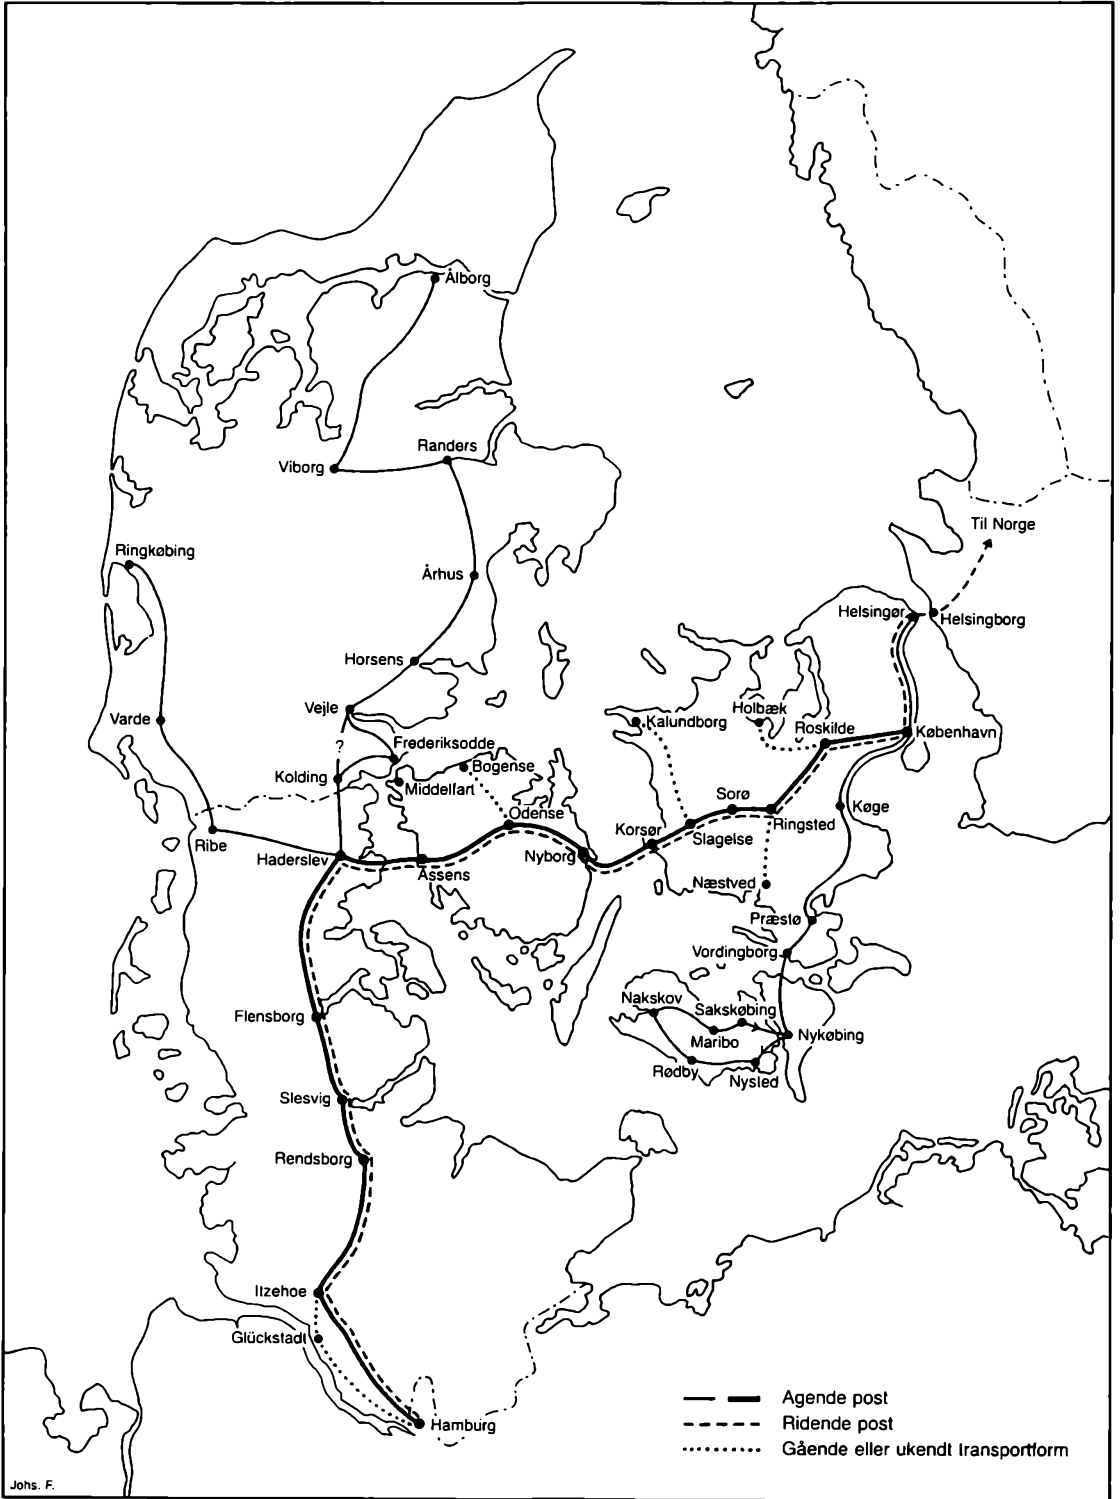 Ålborg
Randers
Viborg
Til Norge
Ringkøbing
Århus
Helsingør
Helsingborg
Horsens
Vejle
Varde
Kalundborg
Holbæk
Roskilde
København
?
Frederiksodde
Kolding
Bogense
Middelfart
Sorø
Køge
Odense
Korsør
Slagelse
Ringsted
Ribe
Haderslev
Assens
Nyborg
Næstved
Præstø
Vordingborg
Flensborg
Nakskov
Sakskøbing
Maribo
Nykøbing
Rødby
Nysted
Slesvig
Rendsborg
Itzehoe
Glückstadt
Hamburg
Agende post
Ridende post
Gående eller ukendt transportform
Johs. F.